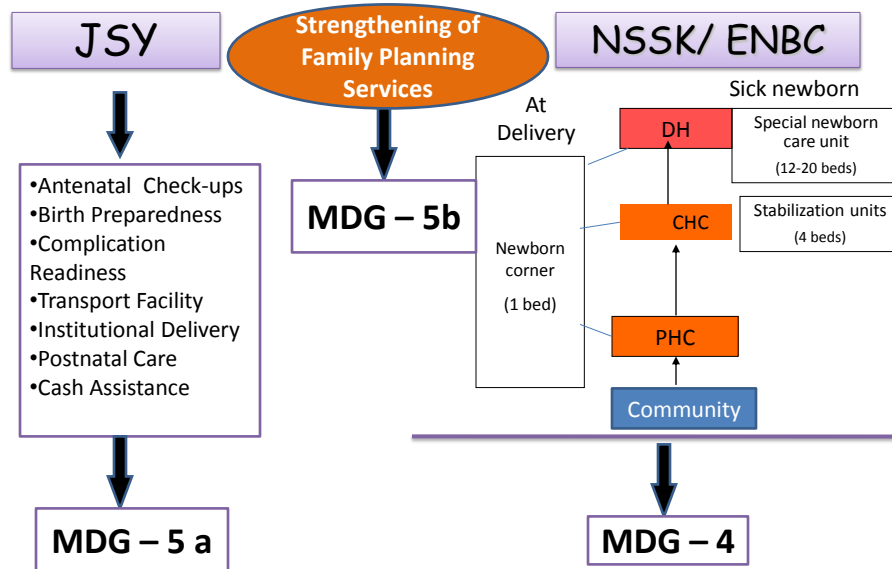 JSY
•Antenatal Check-ups
•Birth Preparedness
•Complication
Readiness
•Transport Facility
•Institutional Delivery
•Postnatal Care
•Cash Assistance
MDG – 5 a
Strengthening of
Family Planning
Services
MDG – 5b
NSSK/ ENBC
At
Delivery
Sick newborn
DH
Special newborn
care unit
(12-20 beds)
CHC
Stabilization units
(4 beds)
Newborn
corner
(1 bed)
PHC
Community
MDG – 4